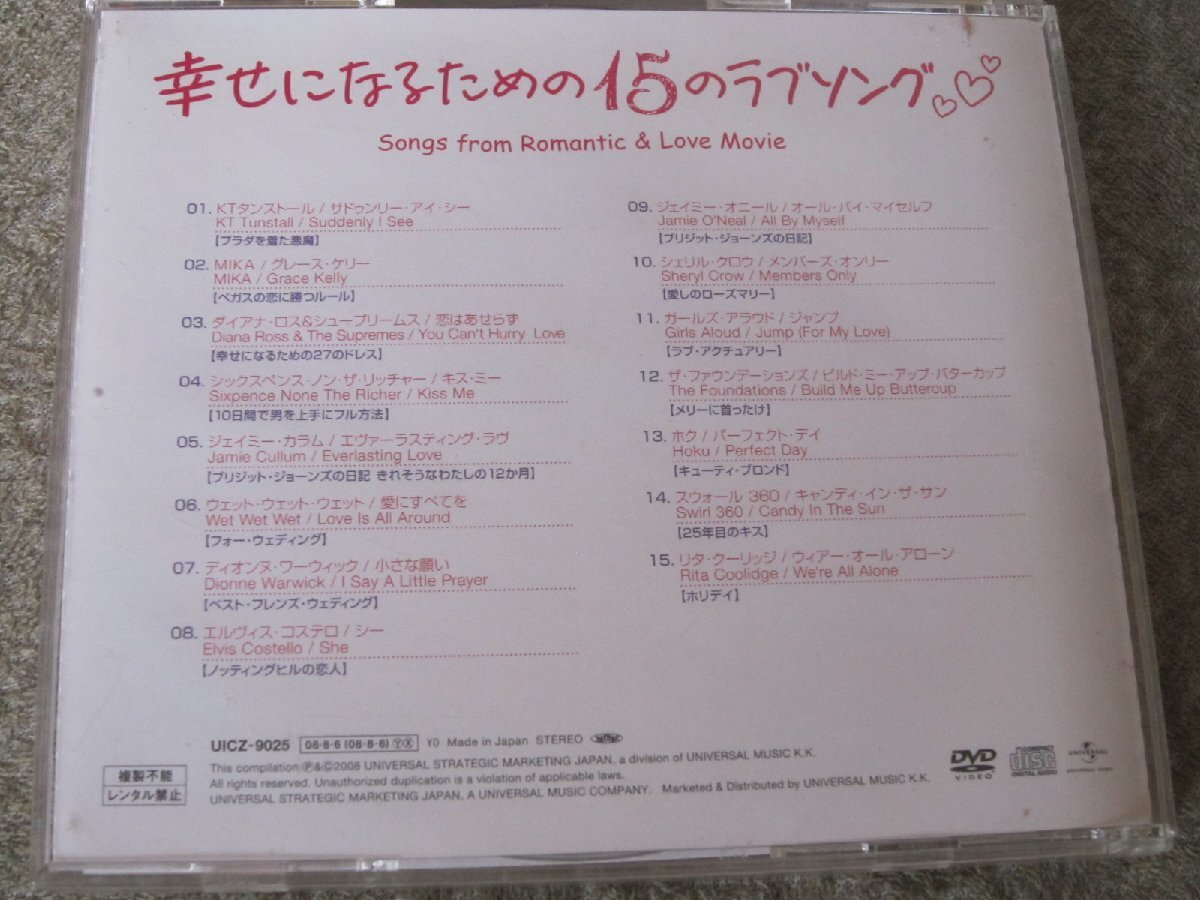 幸せになるための15のラブソング
Songs from Romantic & Love Movie
01. KTタンストール / サドゥンリー・アイ・シー
KT Tunstall / Suddenly I See
【プラダを着た悪魔】
02. MIKA / グレース・ケリー
MIKA / Grace Kelly
【ベガスの恋に勝つルール】
03. ダイアナ・ロス&シュープリームス / 恋はあせらず
Diana Ross & The Supremes / You Can't Hurry Love
【幸せになるための27のドレス】
04. シックスペンス・ノン・ザ・リッチャー / キス・ミー
Sixpence None The Richer / Kiss Me
【10日間で男を上手にフル方法】
05. ジェイミー・カラム / エヴァーラスティング・ラヴ
Jamie Cullum / Everlasting Love
【ブリジット・ジョーンズの日記 きれそうなわたしの12か月】
06. ウェット・ウェット・ウェット / 愛にすべてを
Wet Wet Wet / Love Is All Around
【フォー・ウェディング】
07. ディオンヌ・ワーウィック / 小さな願い
Dionne Warwick / I Say A Little Prayer
【ベスト・フレンズ・ウェディング】
08. エルヴィス・コステロ / シー
Elvis Costello / She
【ノッティングヒルの恋人】
09. ジェイミー・オニール / オール・バイ・マイセルフ
Jamie O'Neal / All By Myself
【ブリジット・ジョーンズの日記】
10. シェリル・クロウ / メンバーズ・オンリー
Sheryl Crow / Members Only
【愛しのローズマリー】
11. ガールズ・アラウド / ジャンプ
Girls Aloud / Jump (For My Love)
【ラブ・アクチュアリー】
12. ザ・ファウンデーションズ / ビルド・ミー・アップ・バターカップ
The Foundations / Build Me Up Buttercup
【メリーに首ったけ】
13. ホク / パーフェクト・デイ
Hoku / Perfect Day
【キューティ・ブロンド】
14. スウォール 360 / キャンディ・イン・ザ・サン
Swirl 360 / Candy In The Sun
【25年目のキス】
15. リタ・クーリッジ / ウィアー・オール・アローン
Rita Coolidge / We're All Alone
【ホリデイ】
UICZ-9025 08・8・6 (08・8・6) Ⓨ Ⓧ YD Made in Japan STEREO
複製不能
レンタル禁止
This compilation Ⓟ&©2008 UNIVERSAL STRATEGIC MARKETING JAPAN, a division of UNIVERSAL MUSIC K.K.
All rights reserved. Unauthorized duplication is a violation of applicable laws.
UNIVERSAL STRATEGIC MARKETING JAPAN, A UNIVERSAL MUSIC COMPANY. Marketed & Distributed by UNIVERSAL MUSIC K.K.
DVD
VIDEO
COMPACT
disc
DIGITAL AUDIO
UNIVERSAL